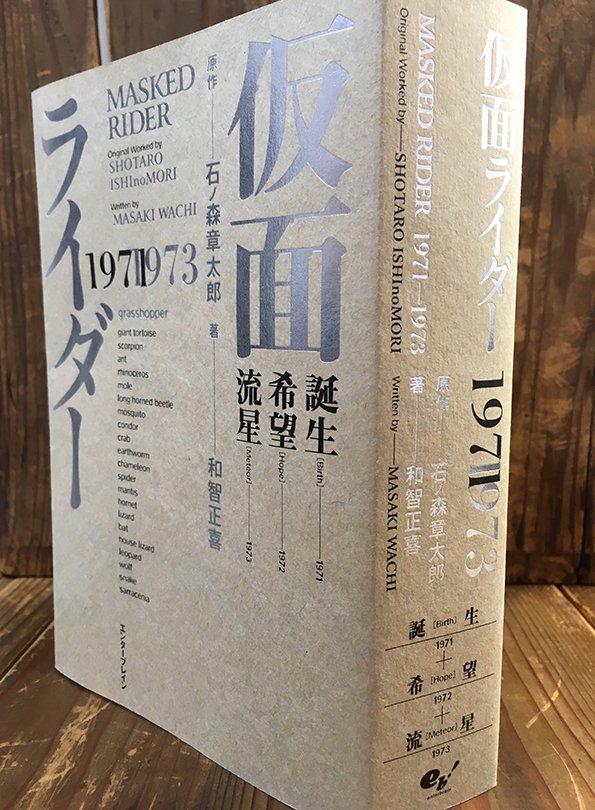 仮面
ライダー
MASKED
RIDER
Original Worked by
SHOTARO
ISHInoMORI
Written by
MASAKI WACHI
19711973
原作――石ノ森章太郎
著――和智正喜
誕生[Birth]――1971
希望[Hope]――1972
流星[Meteor]――1973
grasshopper
giant tortoise
scorpion
ant
rhinoceros
mole
long horned beetle
mosquito
condor
crab
earthworm
chameleon
spider
mantis
hornet
lizard
bat
house lizard
leopard
wolf
snake
sarracenia
エンターブレイン
仮面ライダー 19711973
MASKED RIDER 1971―1973
Original Worked by――SHOTARO ISHInoMORI
Written by――MASAKI WACHI
原作――石ノ森章太郎
著――和智正喜
誕[Birth]生
1971
+
希[Hope]望
1972
+
流[Meteor]星
1973
eb!
enterbrain